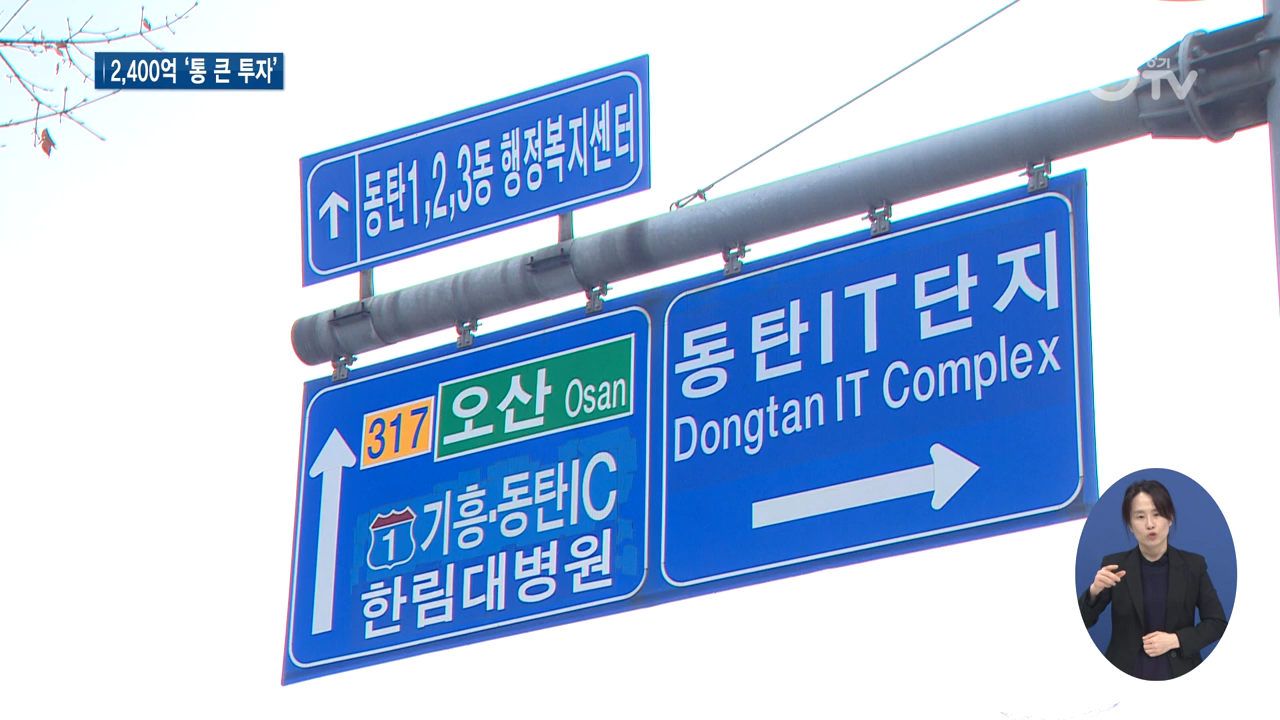 2,400억 '통 큰 투자'
기
TV
동탄1,2,3동 행정복지센터
317 오산 Osan
1 기흥·동탄IC
한림대병원
동탄IT단지
Dongtan IT Complex